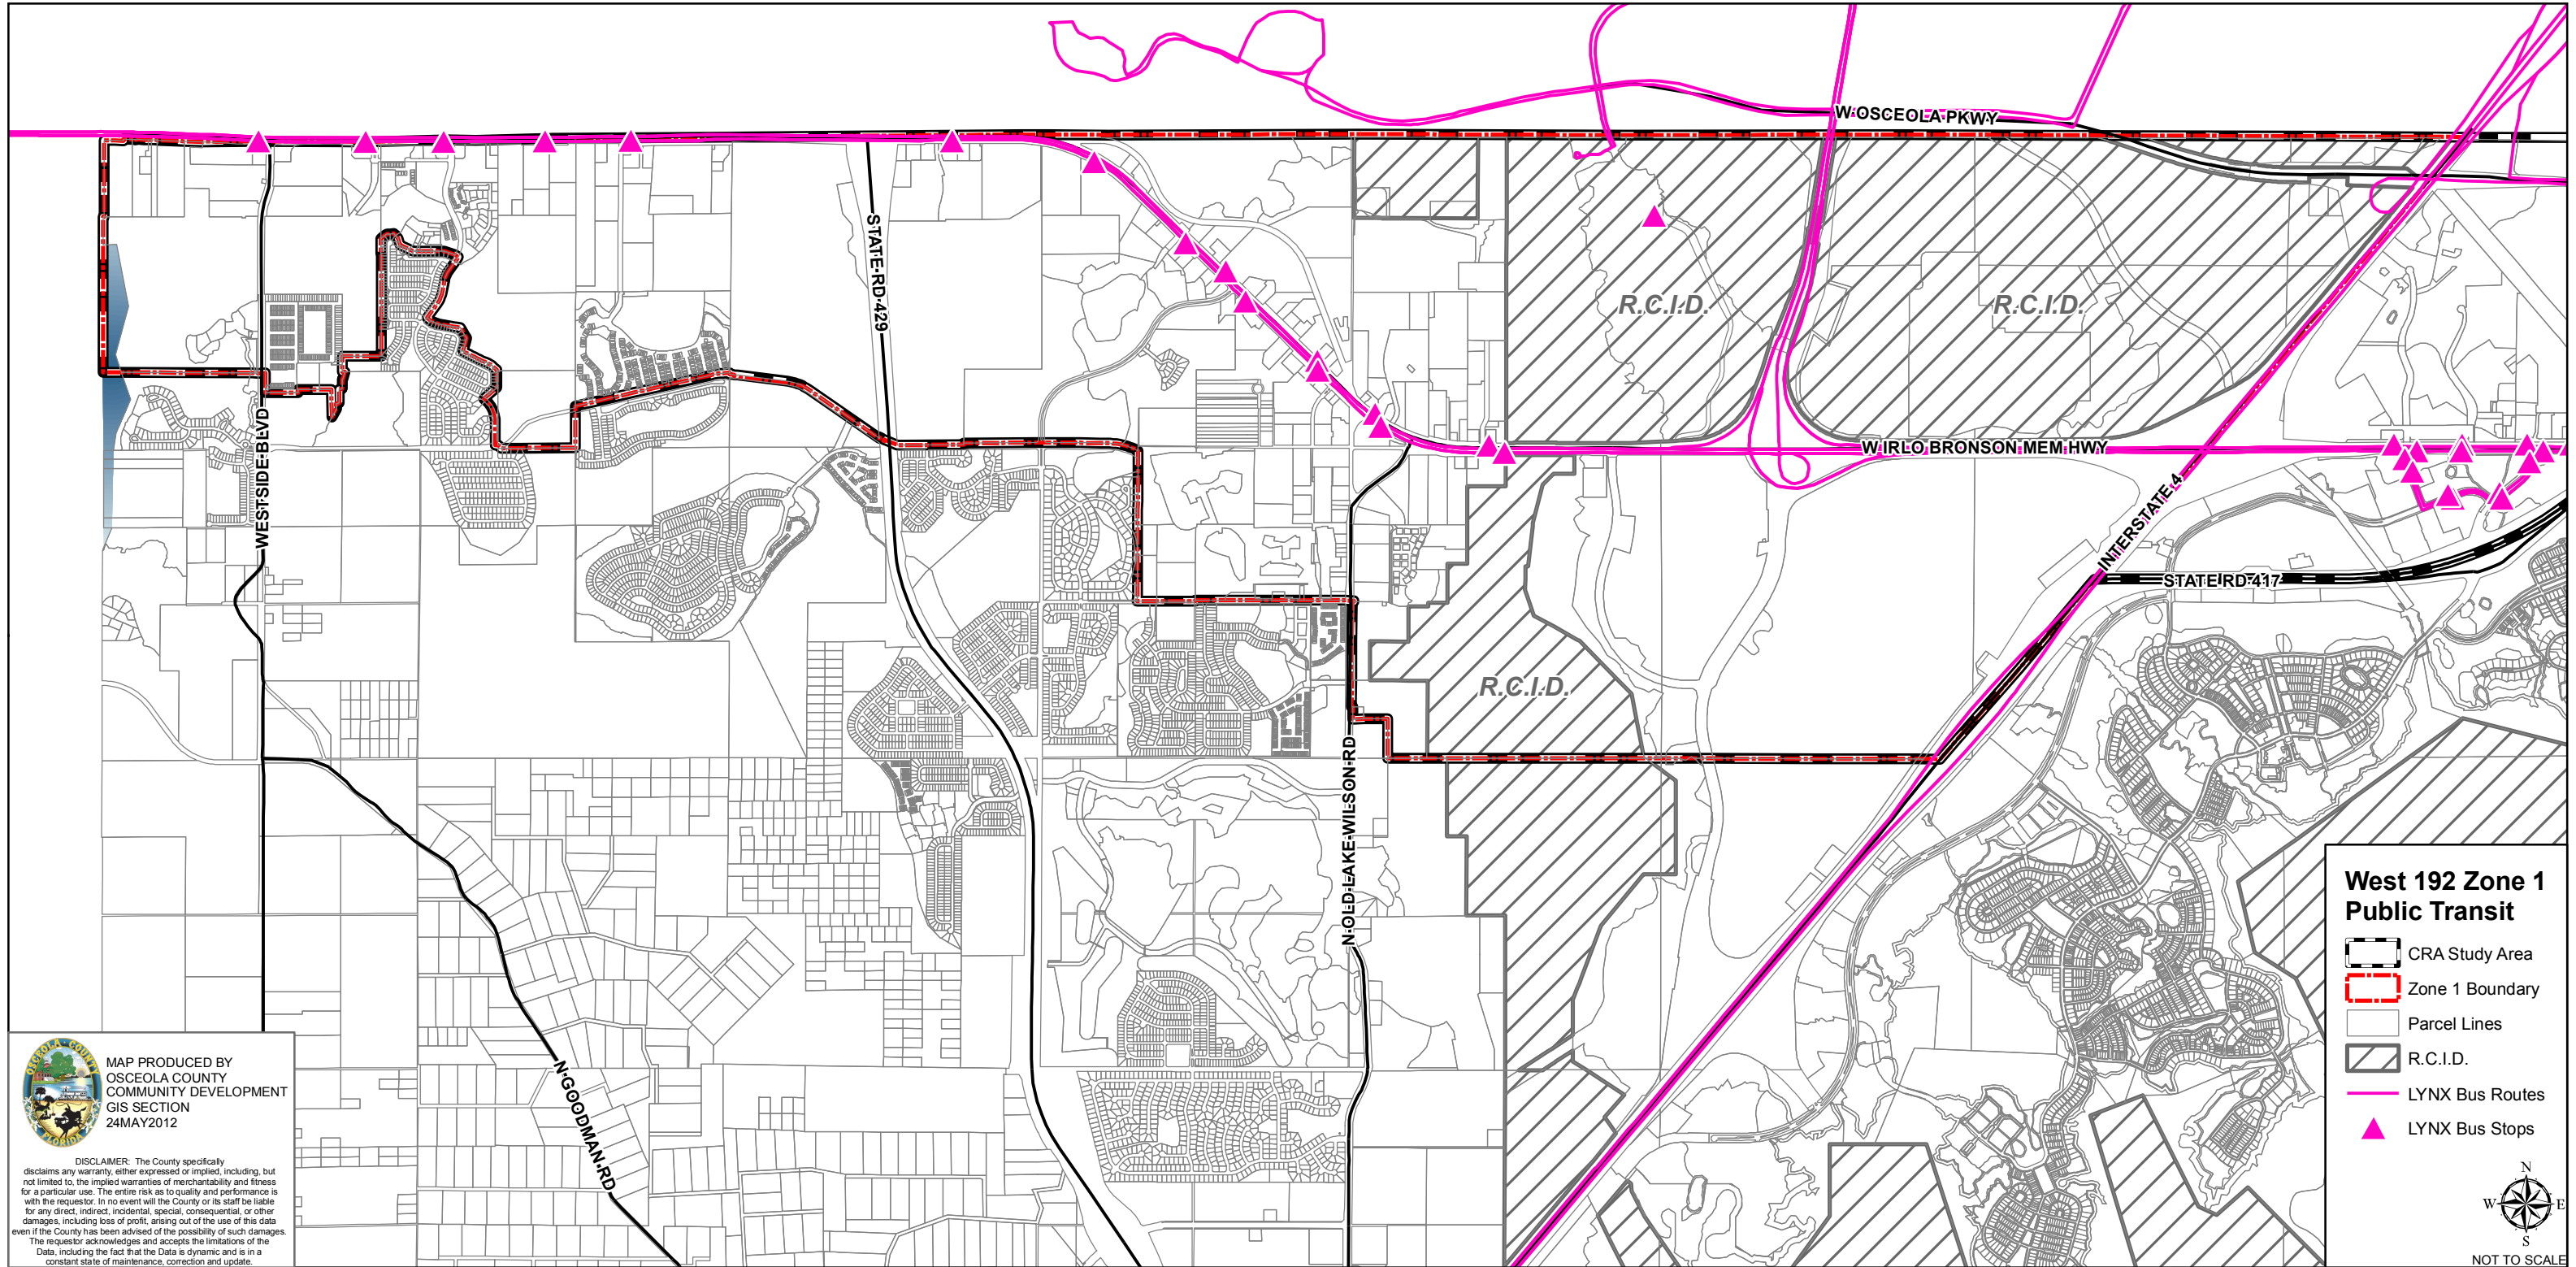 W OSCEOLA PKWY
STATE RD 429
R.C.I.D.
R.C.I.D.
W IRLO BRONSON MEM HWY
WESTSIDE BLVD
INTERSTATE 4
STATE RD 417
R.C.I.D.
N OLD LAKE WILSON RD
N GOODMAN RD
West 192 Zone 1
Public Transit
CRA Study Area
Zone 1 Boundary
Parcel Lines
R.C.I.D.
LYNX Bus Routes
LYNX Bus Stops
N
W
E
S
NOT TO SCALE
OSCEOLA COUNTY
FLORIDA
MAP PRODUCED BY
OSCEOLA COUNTY
COMMUNITY DEVELOPMENT
GIS SECTION
24MAY2012
DISCLAIMER: The County specifically
disclaims any warranty, either expressed or implied, including, but
not limited to, the implied warranties of merchantability and fitness
for a particular use. The entire risk as to quality and performance is
with the requestor. In no event will the County or its staff be liable
for any direct, indirect, incidental, special, consequential, or other
damages, including loss of profit, arising out of the use of this data
even if the County has been advised of the possibility of such damages.
The requestor acknowledges and accepts the limitations of the
Data, including the fact that the Data is dynamic and is in a
constant state of maintenance, correction and update.